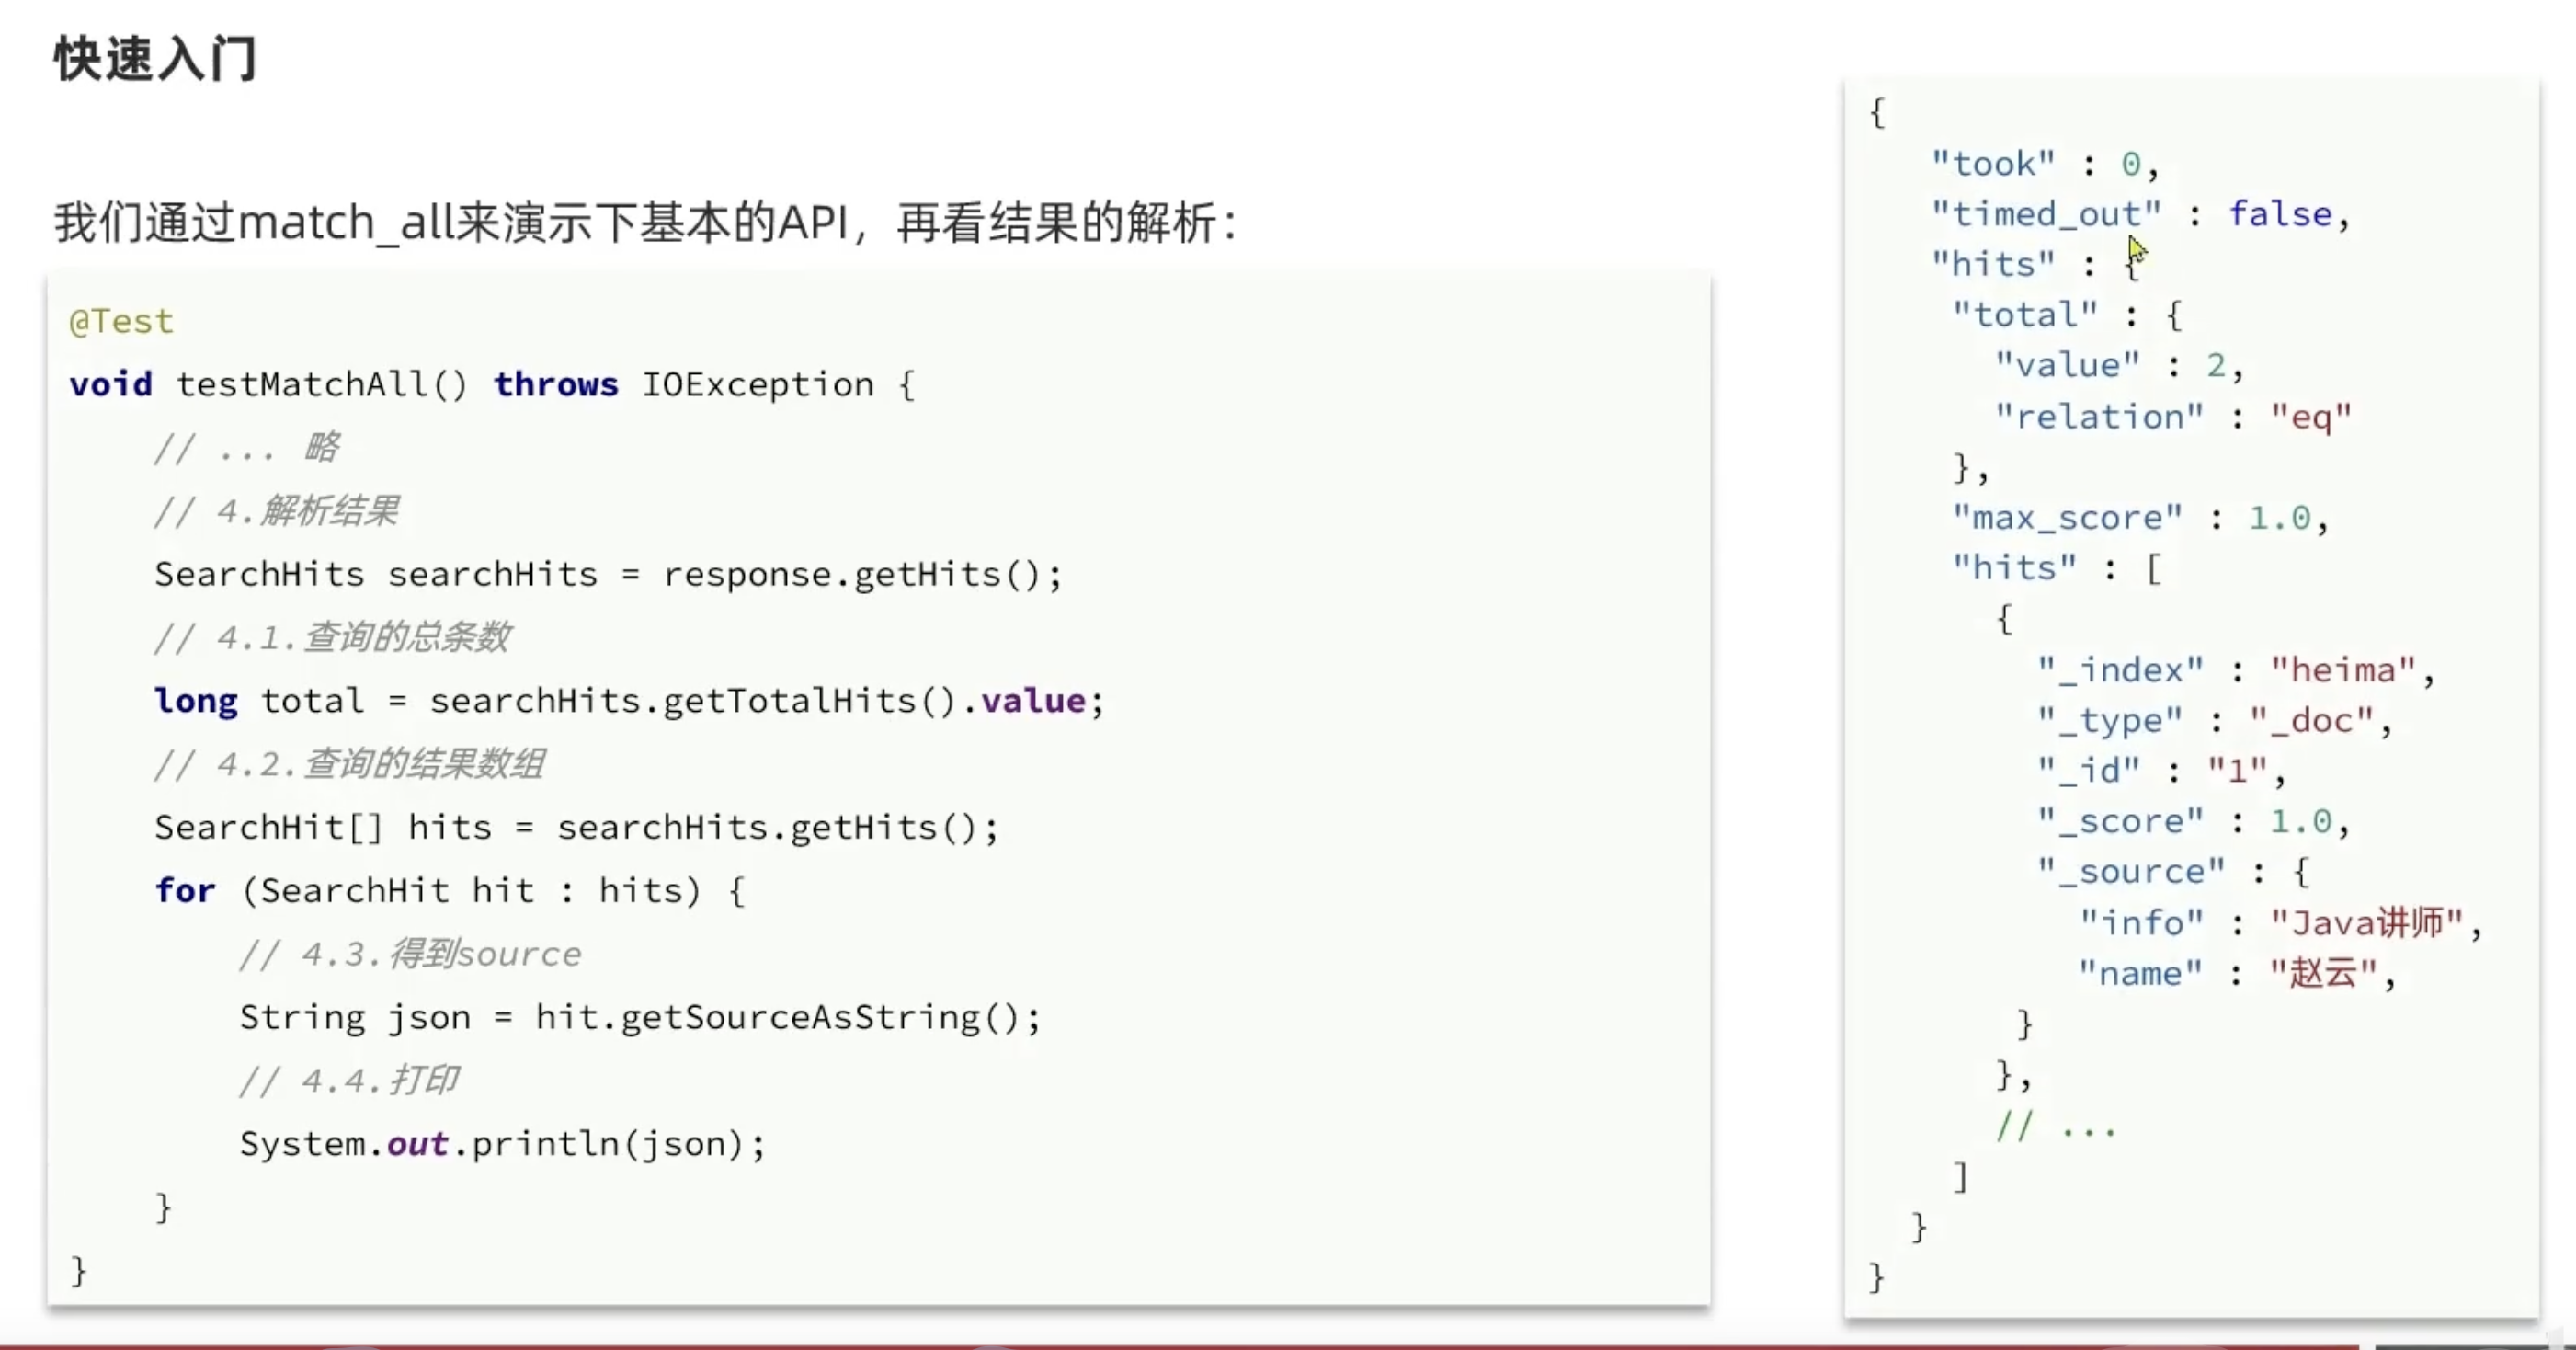 快速入门
我们通过match_all来演示下基本的API，再看结果的解析：
@Test
void testMatchAll() throws IOException {
    // ... 略
    // 4.解析结果
    SearchHits searchHits = response.getHits();
    // 4.1.查询的总条数
    long total = searchHits.getTotalHits().value;
    // 4.2.查询的结果数组
    SearchHit[] hits = searchHits.getHits();
    for (SearchHit hit : hits) {
        // 4.3.得到source
        String json = hit.getSourceAsString();
        // 4.4.打印
        System.out.println(json);
    }
}
{
   "took" : 0,
   "timed_out" : false,
   "hits" : {
    "total" : {
      "value" : 2,
      "relation" : "eq"
    },
    "max_score" : 1.0,
    "hits" : [
      {
        "_index" : "heima",
        "_type" : "_doc",
        "_id" : "1",
        "_score" : 1.0,
        "_source" : {
          "info" : "Java讲师",
          "name" : "赵云",
       }
      },
      // ...
    ]
  }
}